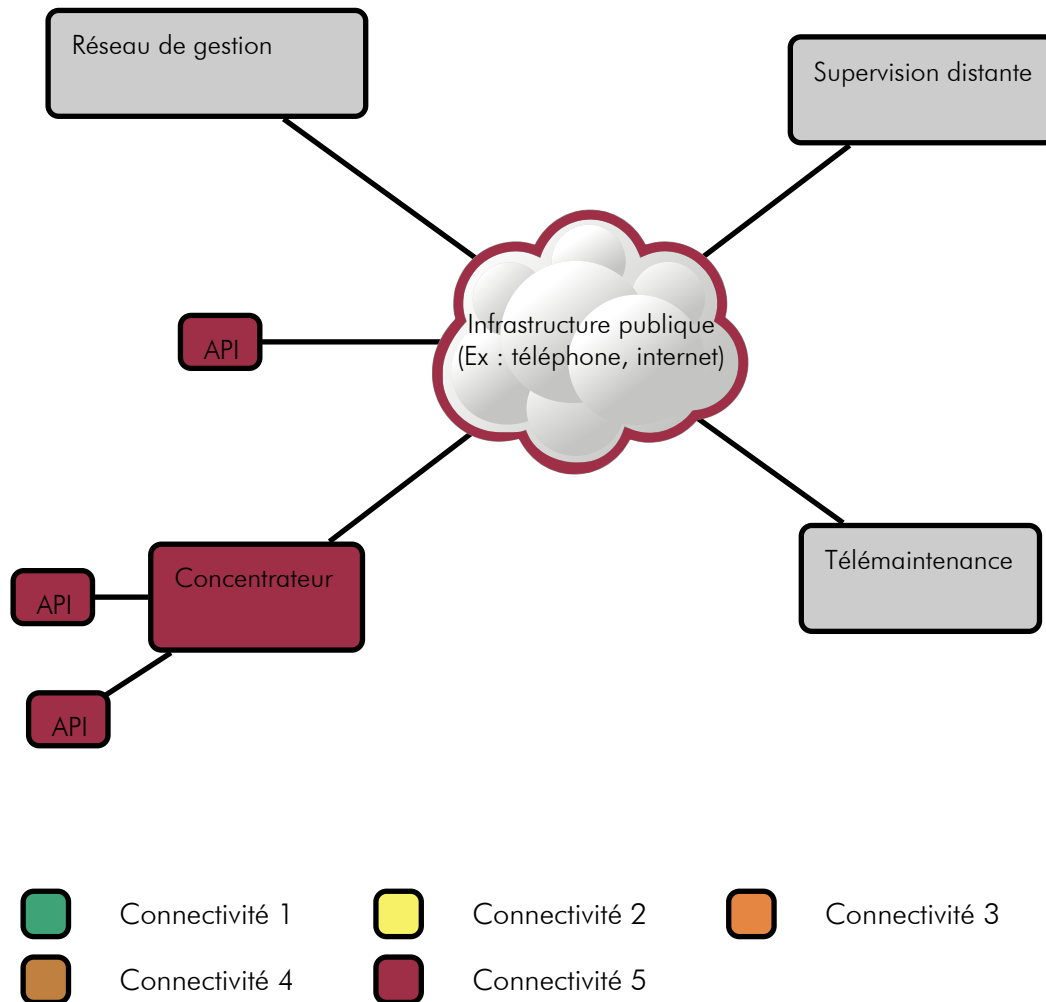 Réseau de gestion
Supervision distante
Infrastructure publique
(Ex : téléphone, internet)
API
Concentrateur
Télémaintenance
API
API
Connectivité 1
Connectivité 2
Connectivité 3
Connectivité 4
Connectivité 5